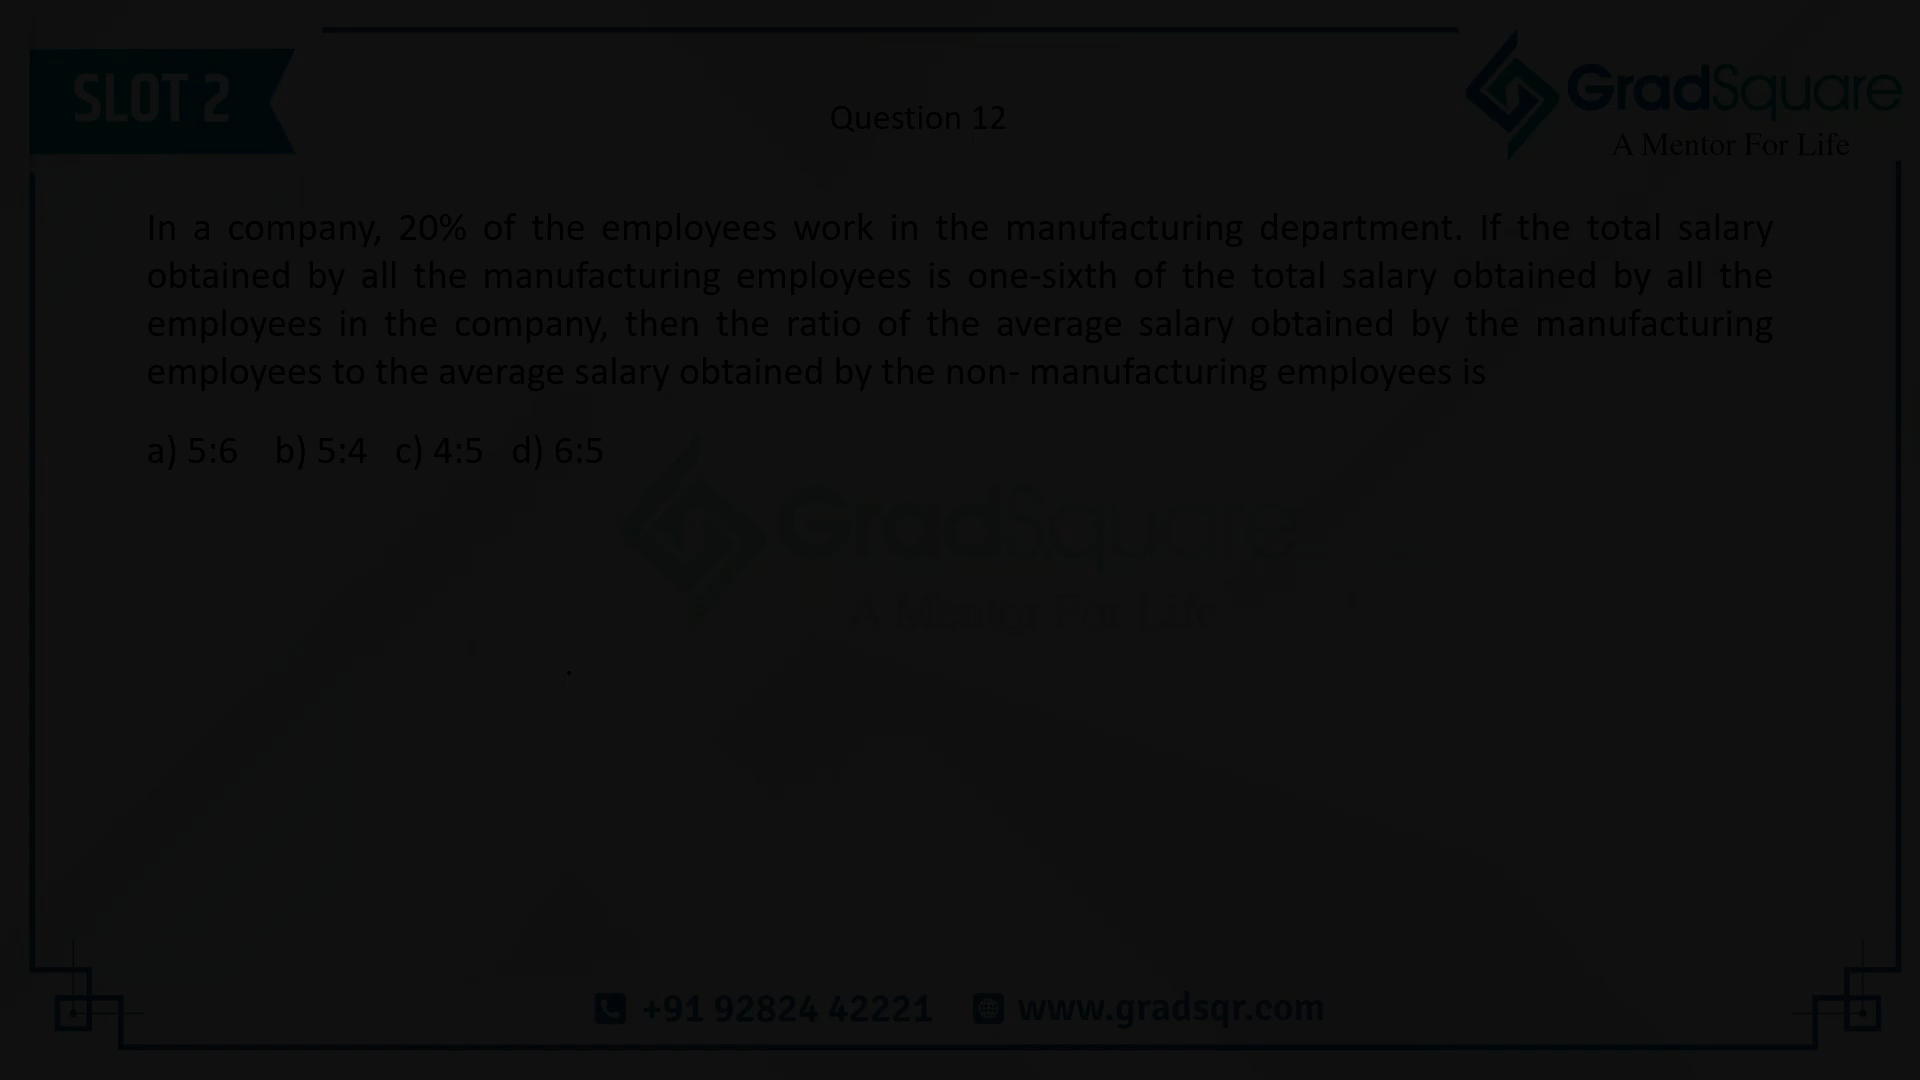 SLOT 2
GradSquare
A Mentor For Life
Question 12
In a company, 20% of the employees work in the manufacturing department. If the total salary
obtained by all the manufacturing employees is one-sixth of the total salary obtained by all the
employees in the company, then the ratio of the average salary obtained by the manufacturing
employees to the average salary obtained by the non- manufacturing employees is
a) 5:6 b) 5:4 c) 4:5 d) 6:5
GradSquare
A Mentor For Life
+91 92824 42221 www.gradsqr.com